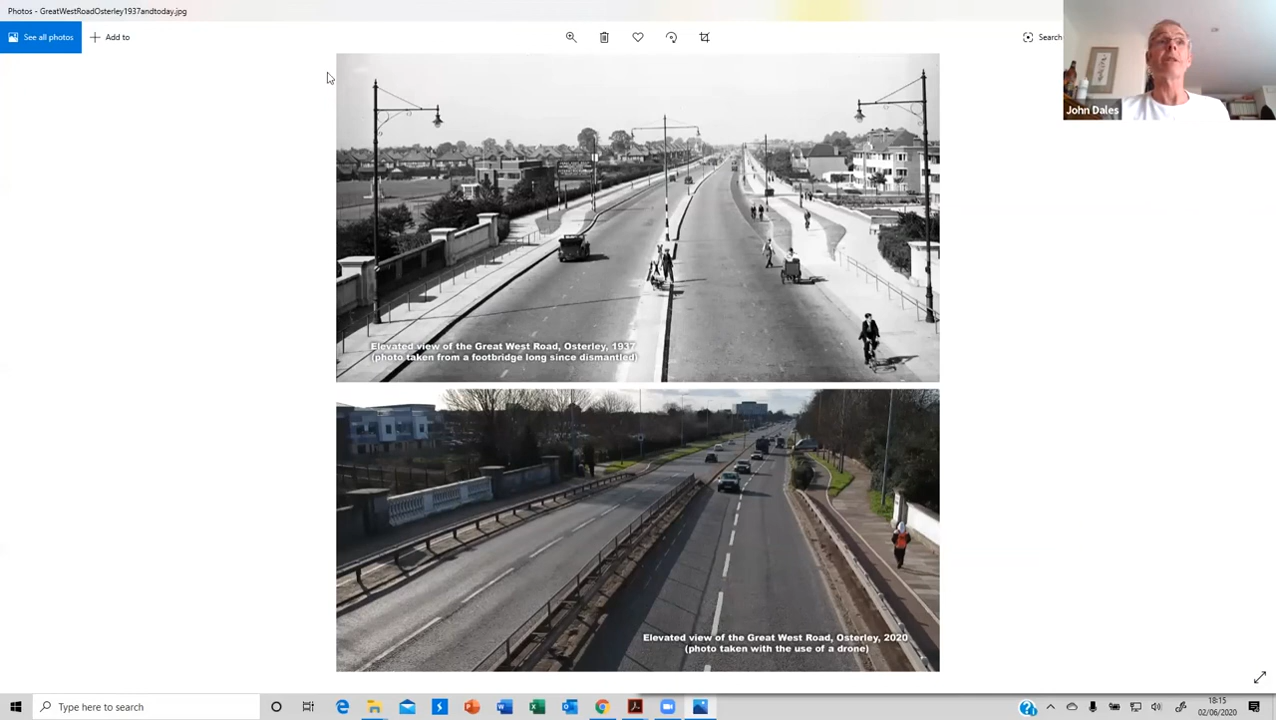 Photos - GreatWestRoadOsterley1937andtoday.jpg
See all photos
Add to
Search
John Dales
Elevated view of the Great West Road, Osterley, 1937
(photo taken from a footbridge long since dismantled)
Elevated view of the Great West Road, Osterley, 2020
(photo taken with the use of a drone)
Type here to search
18:15
02/06/2020